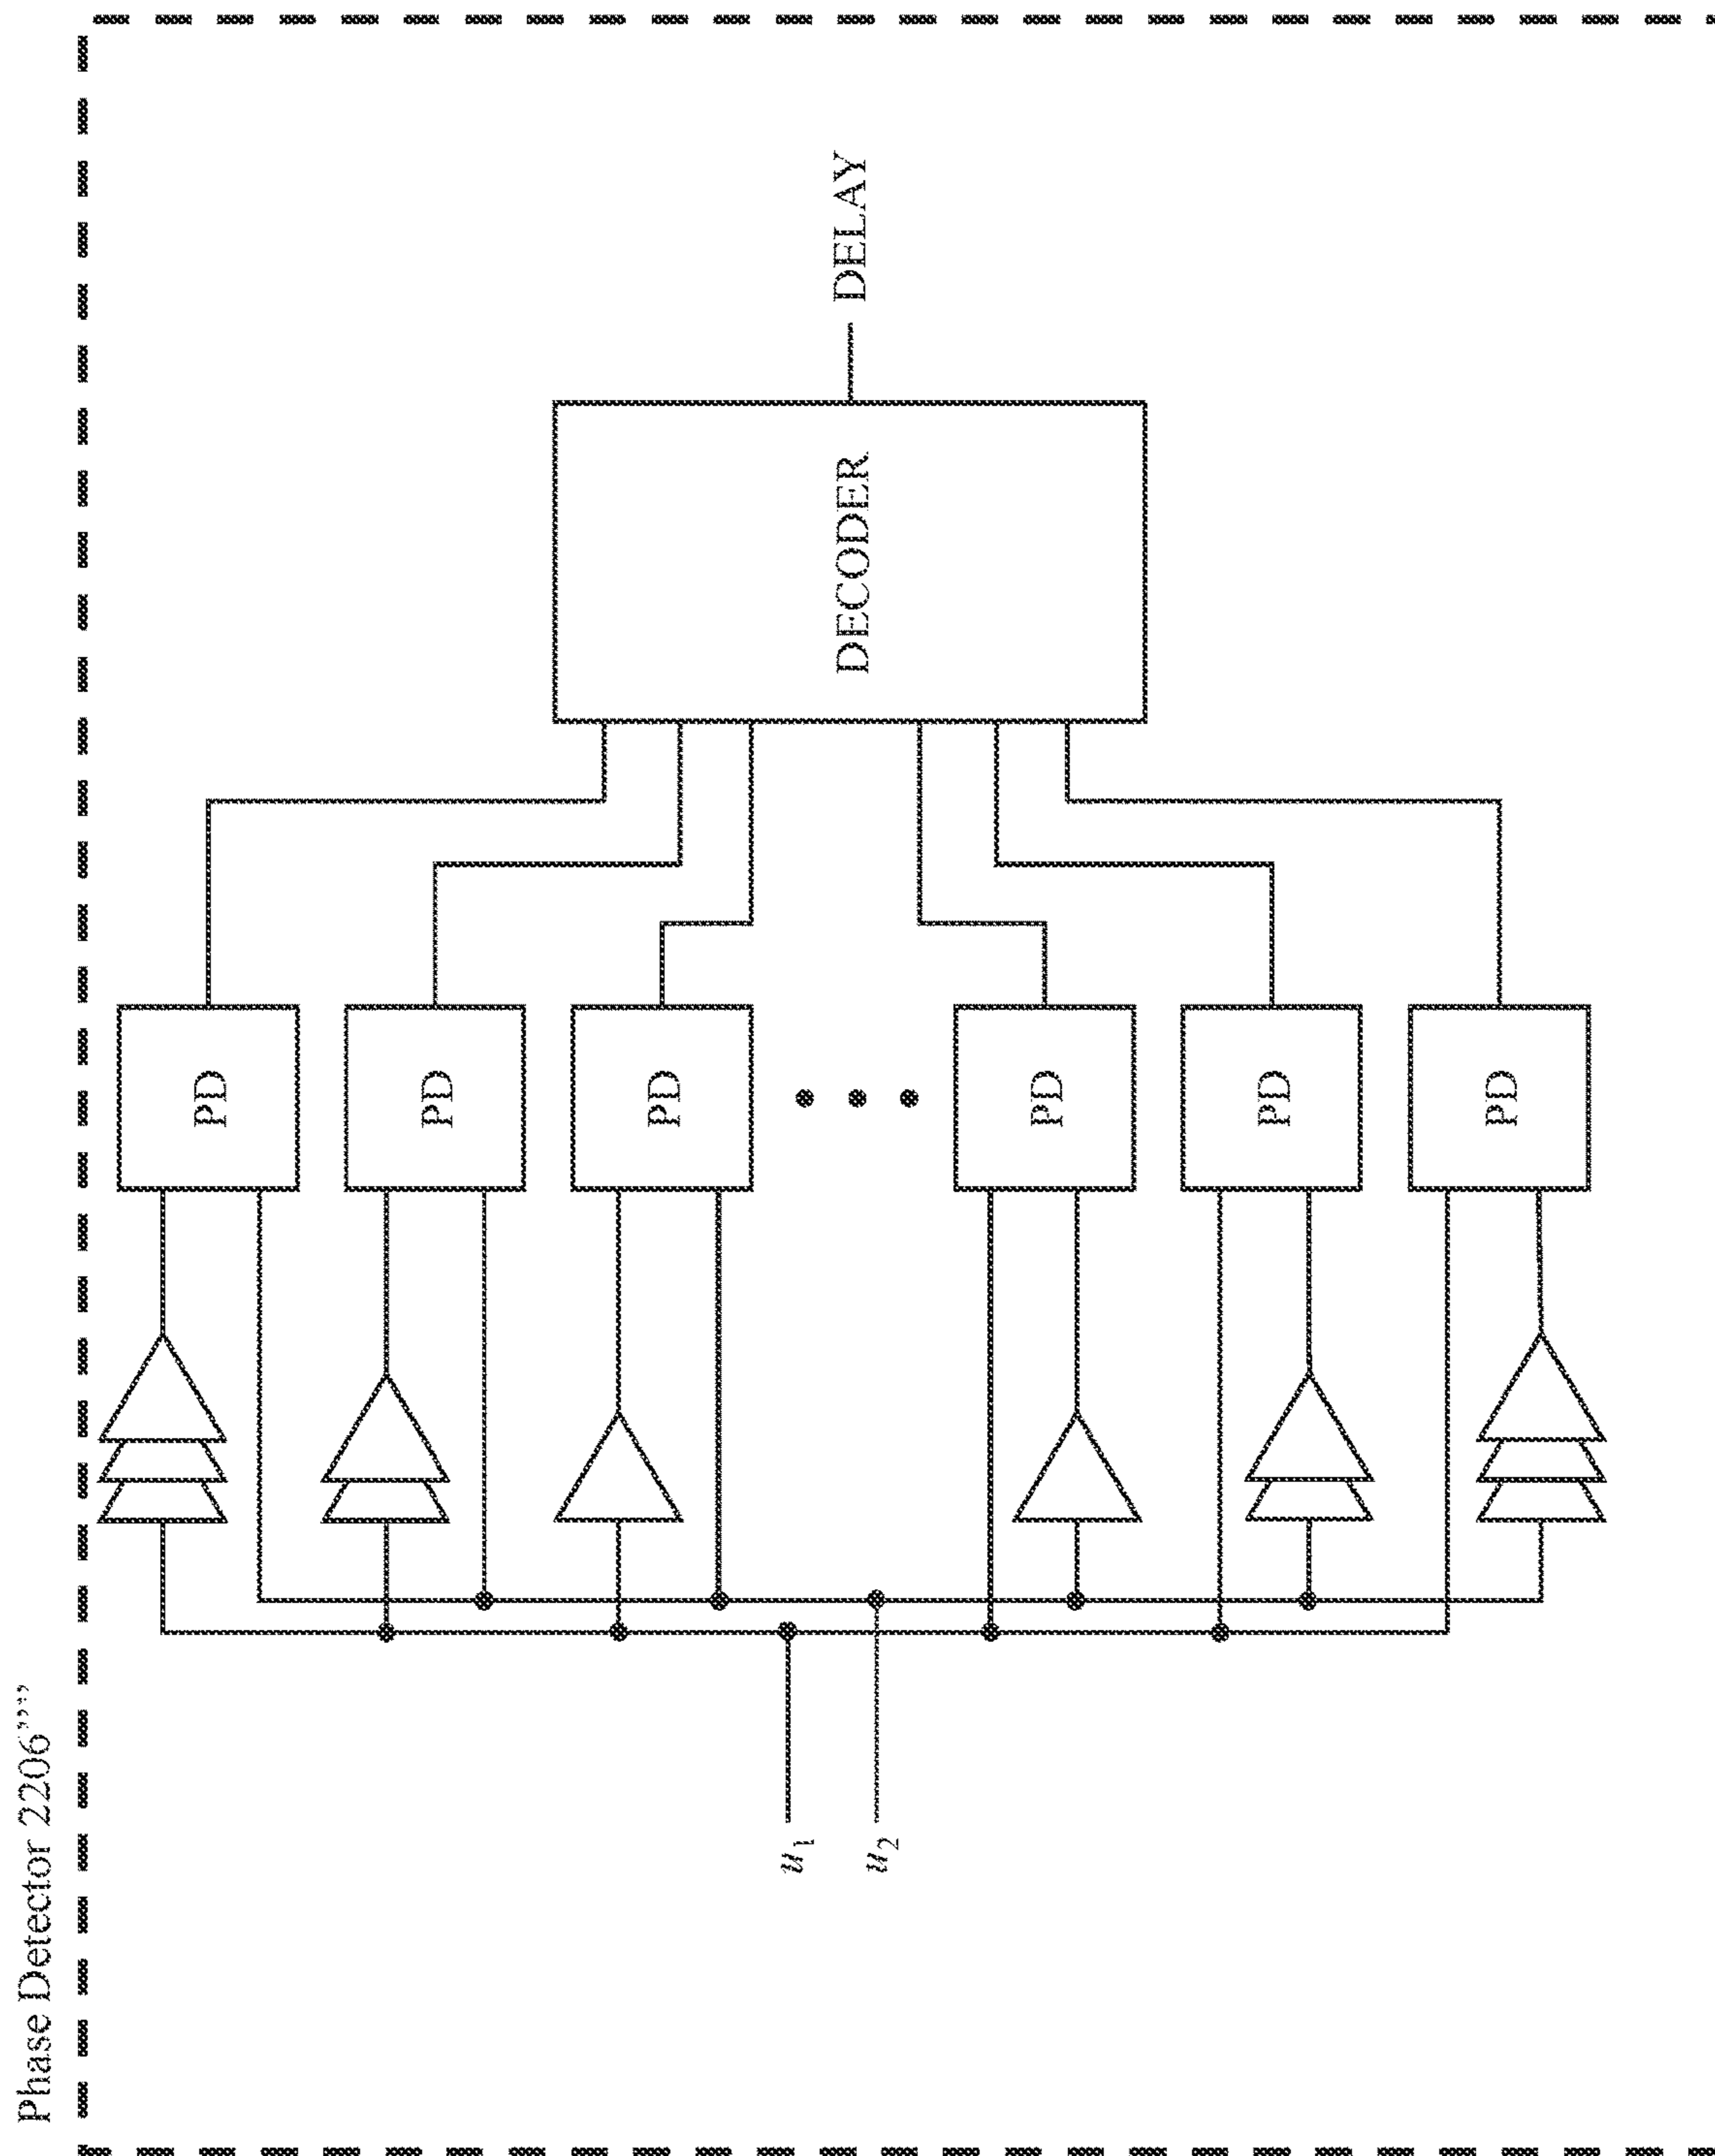 Phase Detector 2206''''
PD
PD
PD
u₁
DECODER
DELAY
u₂
PD
PD
PD